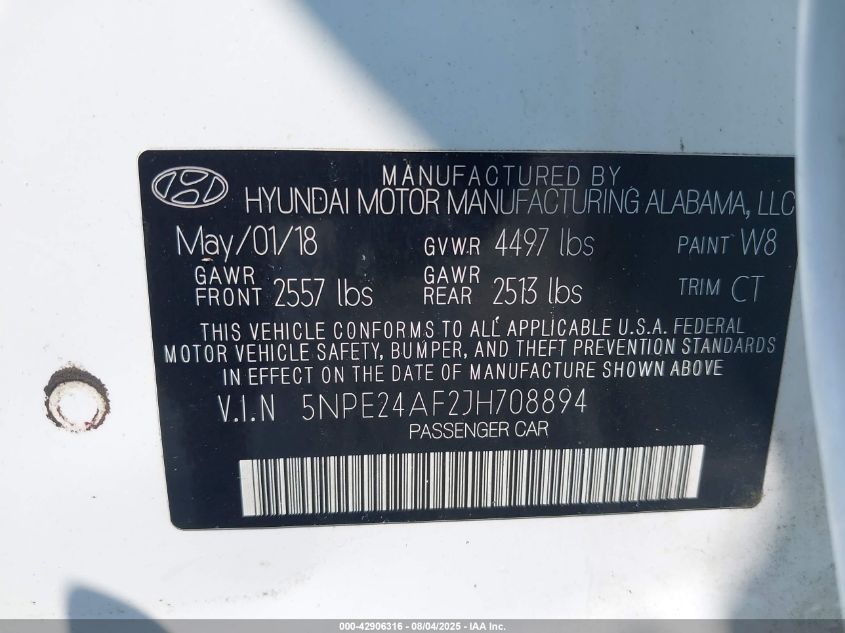 MANUFACTURED BY
HYUNDAI MOTOR MANUFACTURING ALABAMA, LLC
May/01/18 GVWR 4497 lbs PAINT W8
GAWR FRONT 2557 lbs GAWR REAR 2513 lbs TRIM CT
THIS VEHICLE CONFORMS TO ALL APPLICABLE U.S.A. FEDERAL
MOTOR VEHICLE SAFETY, BUMPER, AND THEFT PREVENTION STANDARDS
IN EFFECT ON THE DATE OF MANUFACTURE SHOWN ABOVE.
V.I.N 5NPE24AF2JH708894
PASSENGER CAR
000-42906316 - 08/04/2025 - IAA Inc.